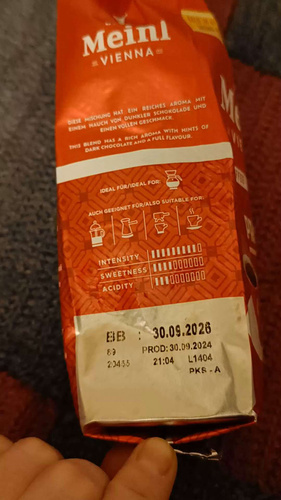 Meinl
VIENNA
DIESE MISCHUNG HAT EIN REICHES AROMA MIT
EINEM HAUCH VON DUNKLER SCHOKOLADE UND
EINEM VOLLEN GESCHMACK.
THIS BLEND HAS A RICH AROMA WITH HINTS OF
DARK CHOCOLATE AND A FULL FLAVOUR.
IDEAL FÜR/IDEAL FOR:
AUCH GEEIGNET FÜR/ALSO SUITABLE FOR:
INTENSITY
SWEETNESS
ACIDITY
BB : 30.09.2026
69 PROD: 30.09.2024
20455 21:04 L1404
PKS - A